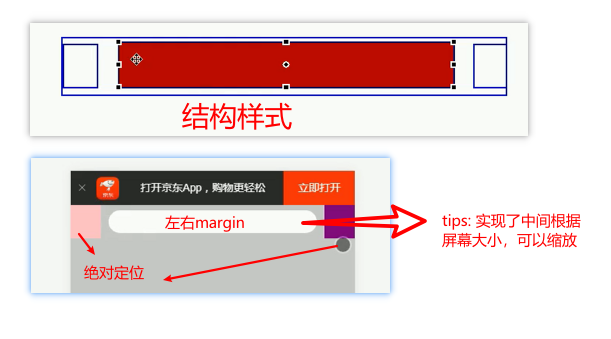 结构样式
× 打开京东App，购物更轻松 立即打开
京东
左右margin
tips: 实现了中间根据
屏幕大小，可以缩放
绝对定位